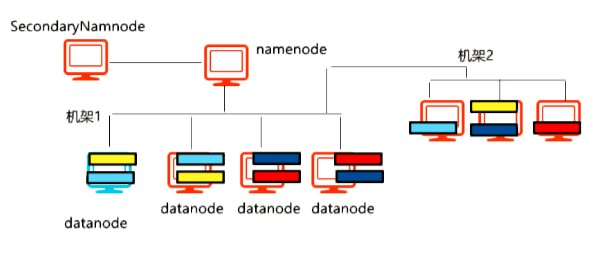 SecondaryNamnode
namenode
机架2
机架1
datanode
datanode
datanode
datanode